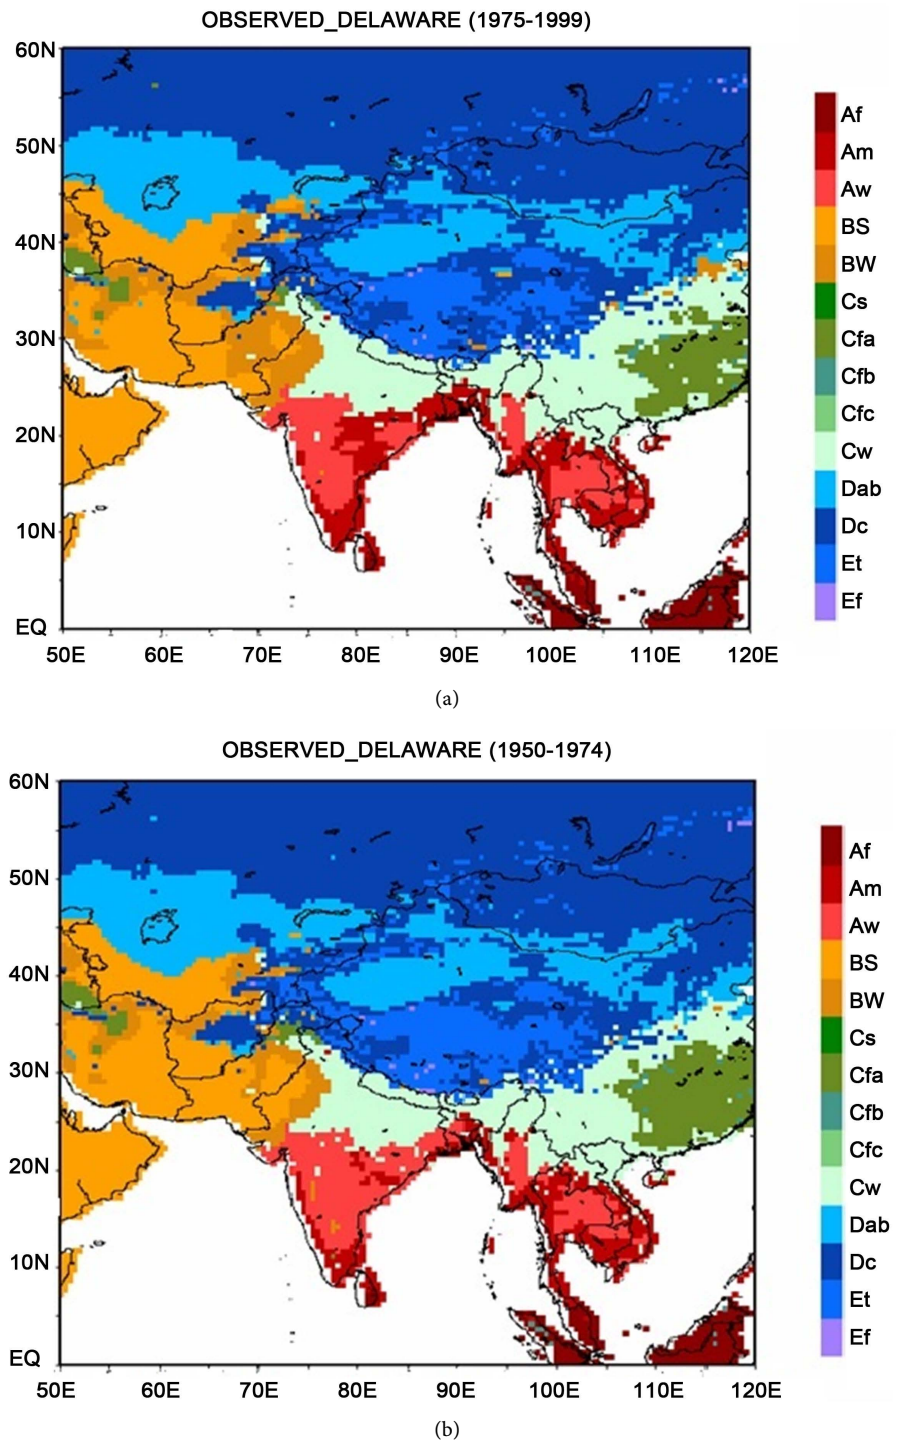 OBSERVED_DELAWARE (1975-1999)
60N
50N
40N
30N
20N
10N
EQ
50E 60E 70E 80E 90E 100E 110E 120E
Af
Am
Aw
BS
BW
Cs
Cfa
Cfb
Cfc
Cw
Dab
Dc
Et
Ef
(a)
OBSERVED_DELAWARE (1950-1974)
60N
50N
40N
30N
20N
10N
EQ
50E 60E 70E 80E 90E 100E 110E 120E
Af
Am
Aw
BS
BW
Cs
Cfa
Cfb
Cfc
Cw
Dab
Dc
Et
Ef
(b)